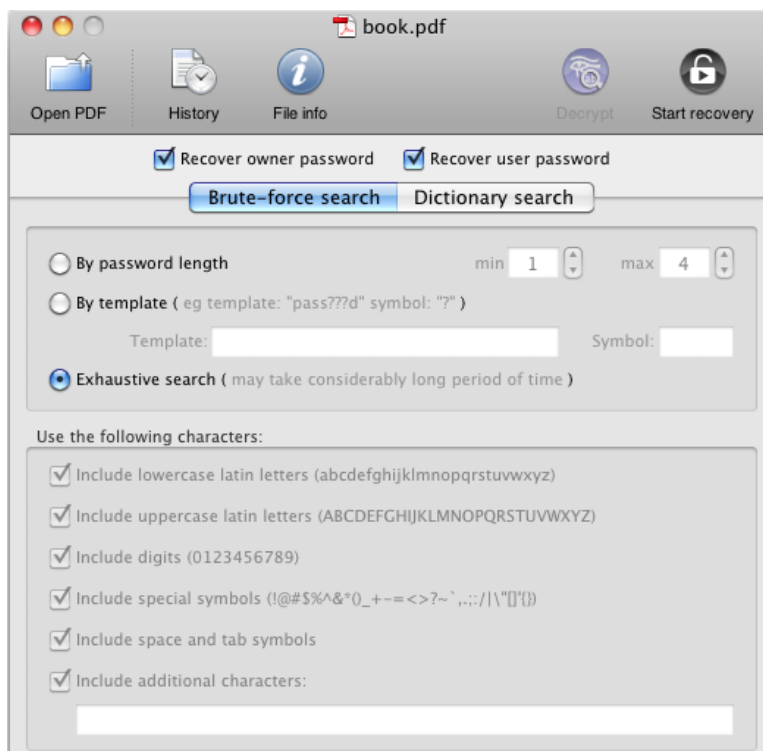 book.pdf
Open PDF History File info Decrypt Start recovery
Recover owner password Recover user password
Brute-force search Dictionary search
By password length min 1 max 4
By template ( eg template: "pass???d" symbol: "?" )
Template: Symbol:
Exhaustive search ( may take considerably long period of time )
Use the following characters:
Include lowercase latin letters (abcdefghijklmnopqrstuvwxyz)
Include uppercase latin letters (ABCDEFGHIJKLMNOPQRSTUVWXYZ)
Include digits (0123456789)
Include special symbols (!@#$%^&*()_+-=<>?~`,.;:/|\"[]'{})
Include space and tab symbols
Include additional characters: